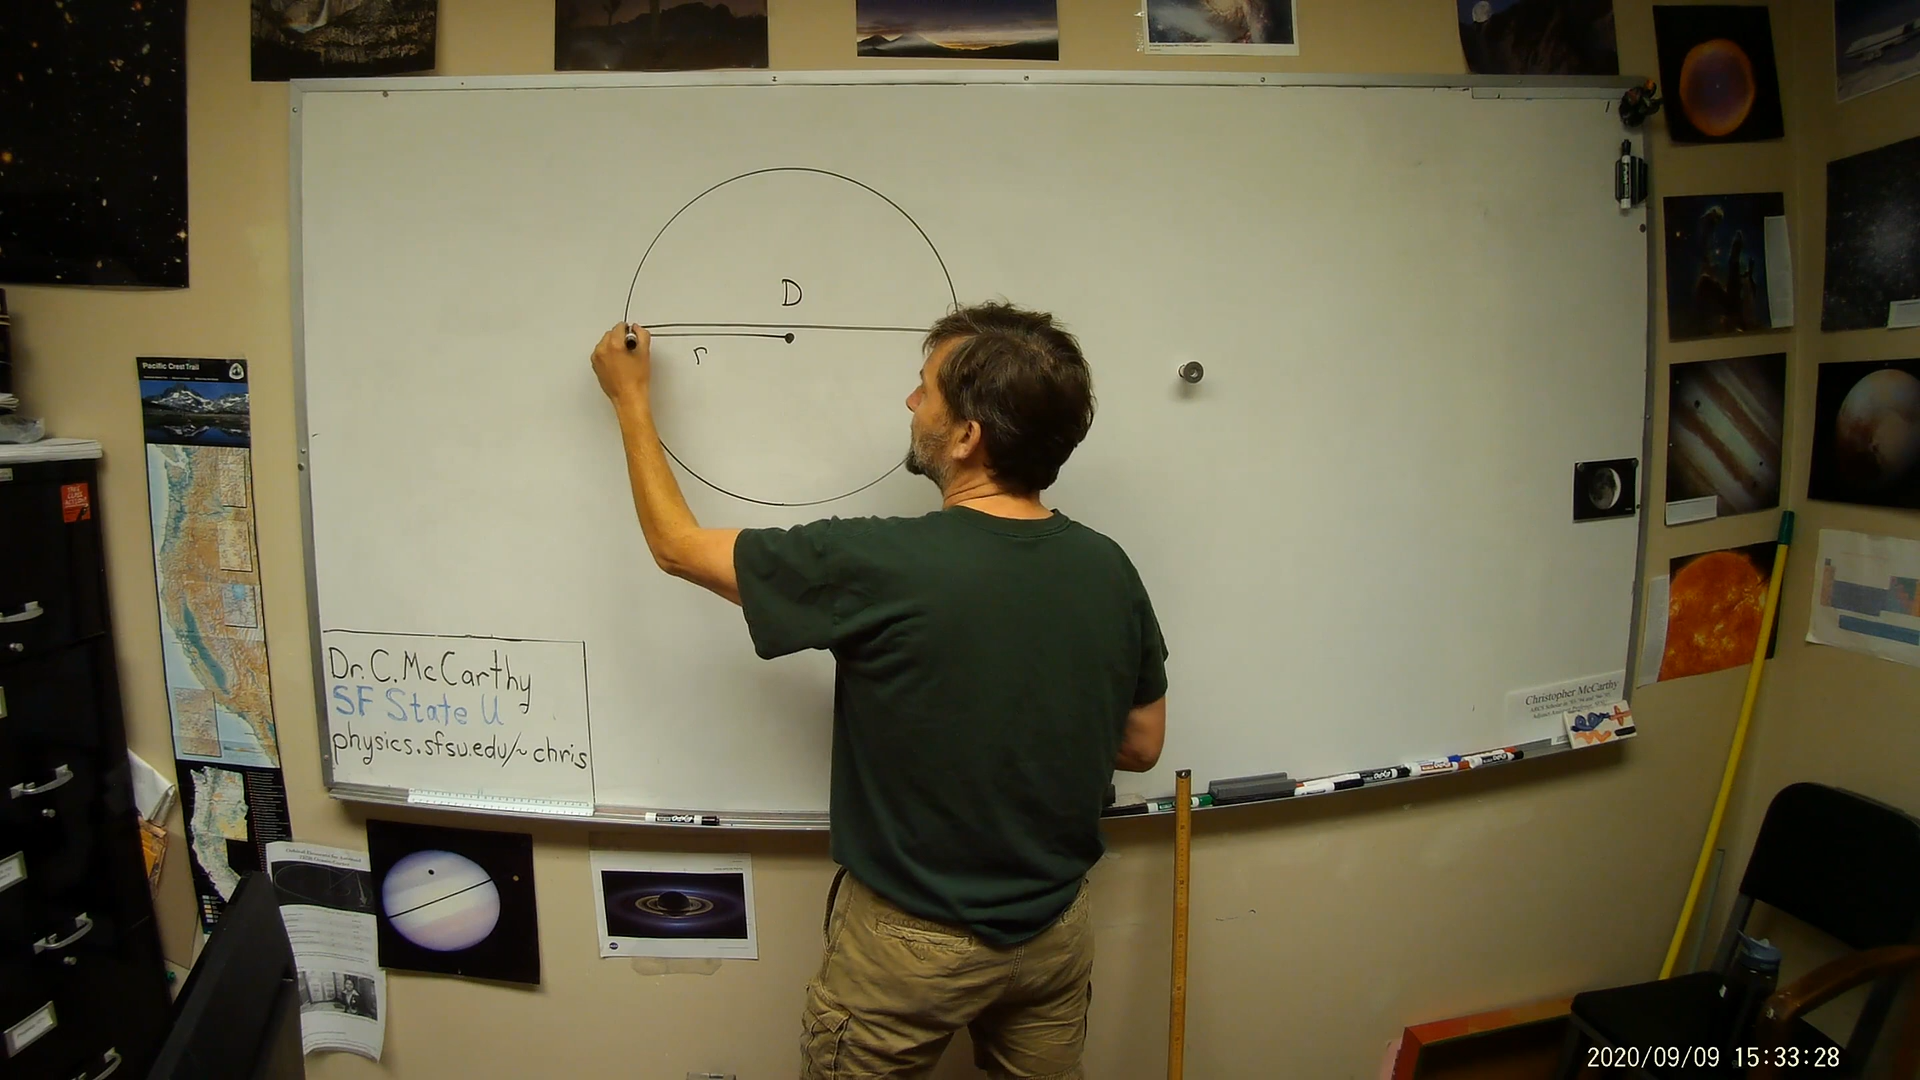 D
r
Pacific Crest Trail
Dr. C. McCarthy
SF State U
physics.sfsu.edu/~chris
Christopher McCarthy
EXPO
2020/09/09 15:33:28